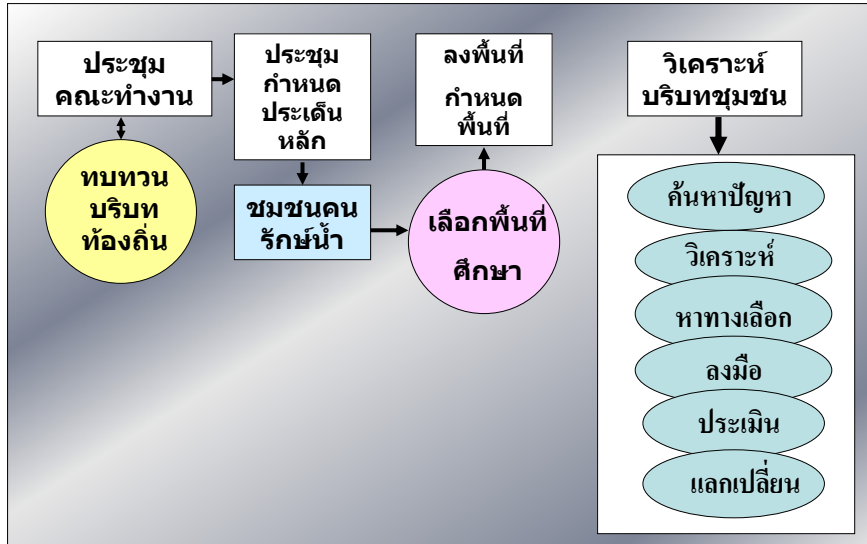 ประชุม
คณะทำงาน
ทบทวน
บริบท
ท้องถิ่น
ประชุม
กำหนด
ประเด็น
หลัก
ชมชนคน
รักษ์น้ำ
ลงพื้นที่
กำหนด
พื้นที่
เลือกพื้นที่
ศึกษา
วิเคราะห์
บริบทชุมชน
ค้นหาปัญหา
วิเคราะห์
หาทางเลือก
ลงมือ
ประเมิน
แลกเปลี่ยน